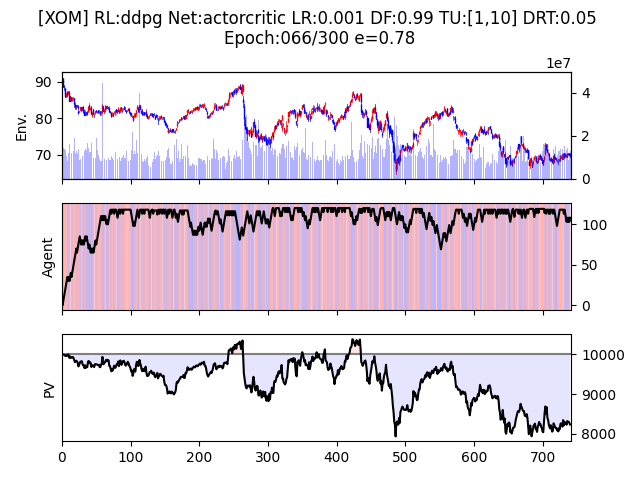 [XOM] RL:ddpg Net:actorcritic LR:0.001 DF:0.99 TU:[1,10] DRT:0.05
Epoch:066/300 e=0.78
1e7
90
80
70
Env.
4
2
0
Agent
100
50
0
PV
10000
9000
8000
0 100 200 300 400 500 600 700